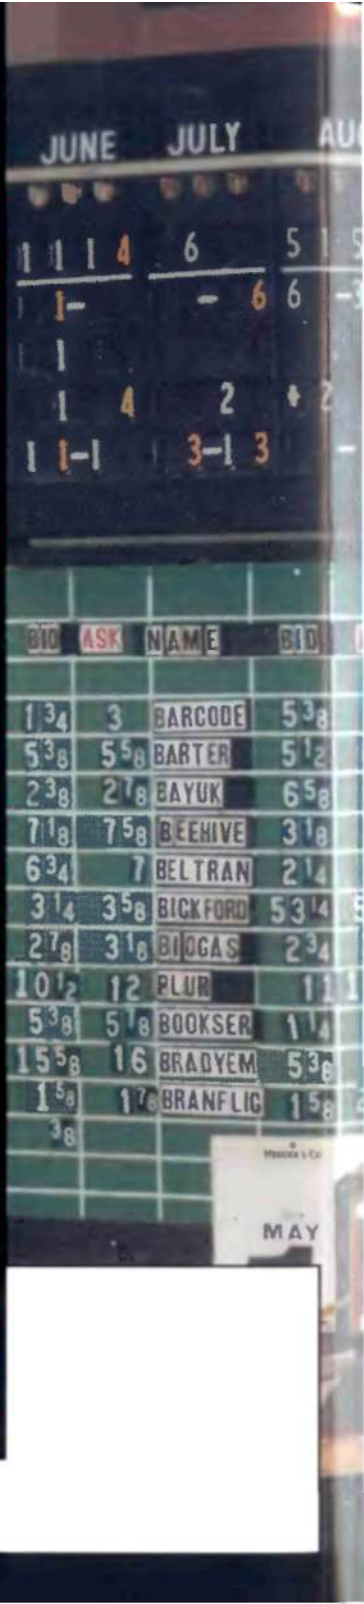 JUNE JULY AU
1 1 1 4 6 5 1 5
1- - 6 6 -3
1
1 4 2 + 2
1 1-1 3-1 3 -
BID ASK NAME BID
1 3/4 3 BARCODE 5 3/8
5 3/8 5 5/8 BARTER 5 1/2
2 3/8 2 7/8 BAYUK 6 5/8
7 1/8 7 5/8 BEEHIVE 3 1/8
6 3/4 7 BELTRAN 2 1/4
3 1/4 3 5/8 BICKFORD 53 1/4
2 7/8 3 1/8 BIOGAS 2 3/4
10 1/2 12 PLUR 11
5 3/8 5 7/8 BOOKSER 1 1/4
15 5/8 16 BRADYEM 5 3/8
1 5/8 BRANFLIG 1 5/8
3/8
MAY